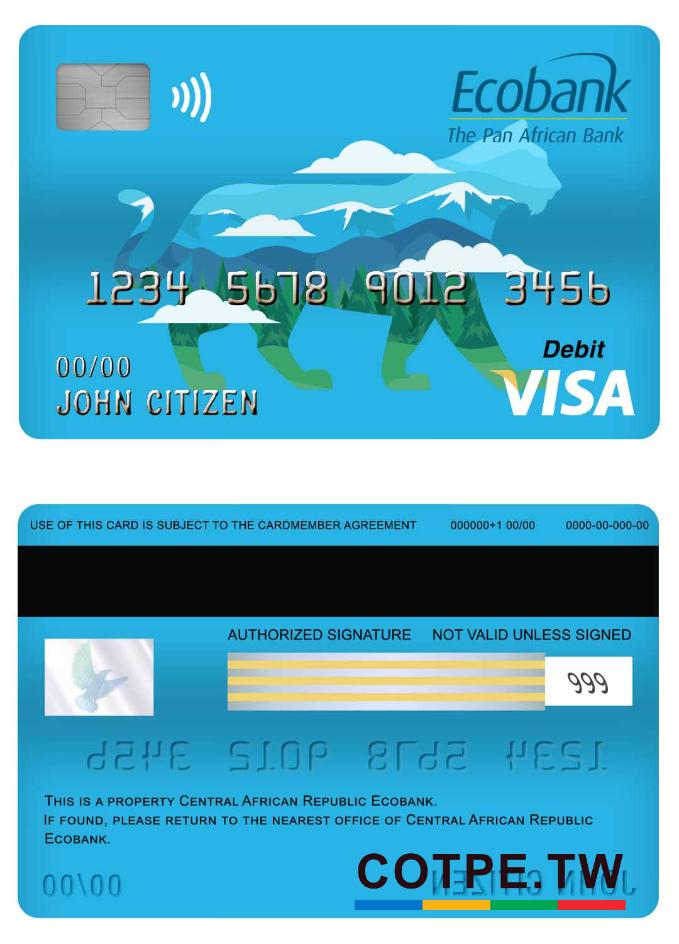 Ecobank
The Pan African Bank
1234 5678 9012 3456
Debit
00/00
VISA
JOHN CITIZEN
USE OF THIS CARD IS SUBJECT TO THE CARDMEMBER AGREEMENT 000000+1 00/00 0000-00-000-00
AUTHORIZED SIGNATURE NOT VALID UNLESS SIGNED
999
1234 5678 9012 3456
THIS IS A PROPERTY CENTRAL AFRICAN REPUBLIC ECOBANK.
IF FOUND, PLEASE RETURN TO THE NEAREST OFFICE OF CENTRAL AFRICAN REPUBLIC
ECOBANK.
COTPE.TW
00/00 JOHN CITIZEN